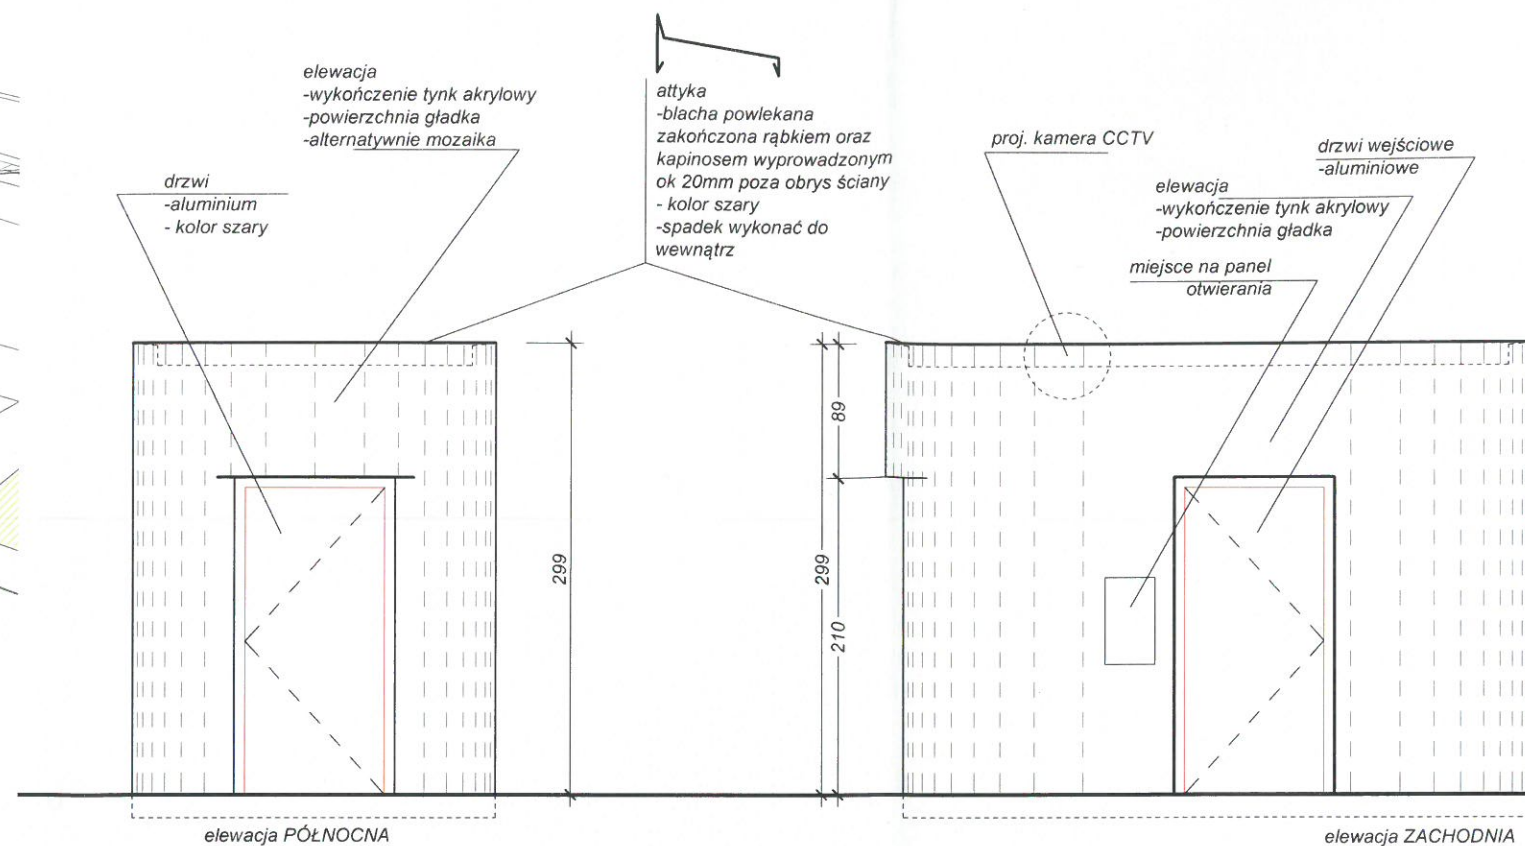 elewacja
-wykończenie tynk akrylowy
-powierzchnia gładka
-alternatywnie mozaika
drzwi
-aluminium
- kolor szary
attyka
-blacha powlekana
zakończona rąbkiem oraz
kapinosem wyprowadzonym
ok 20mm poza obrys ściany
- kolor szary
-spadek wykonać do
wewnątrz
proj. kamera CCTV
drzwi wejściowe
-aluminiowe
elewacja
-wykończenie tynk akrylowy
-powierzchnia gładka
miejsce na panel
otwierania
299
299
89
210
elewacja PÓŁNOCNA
elewacja ZACHODNIA